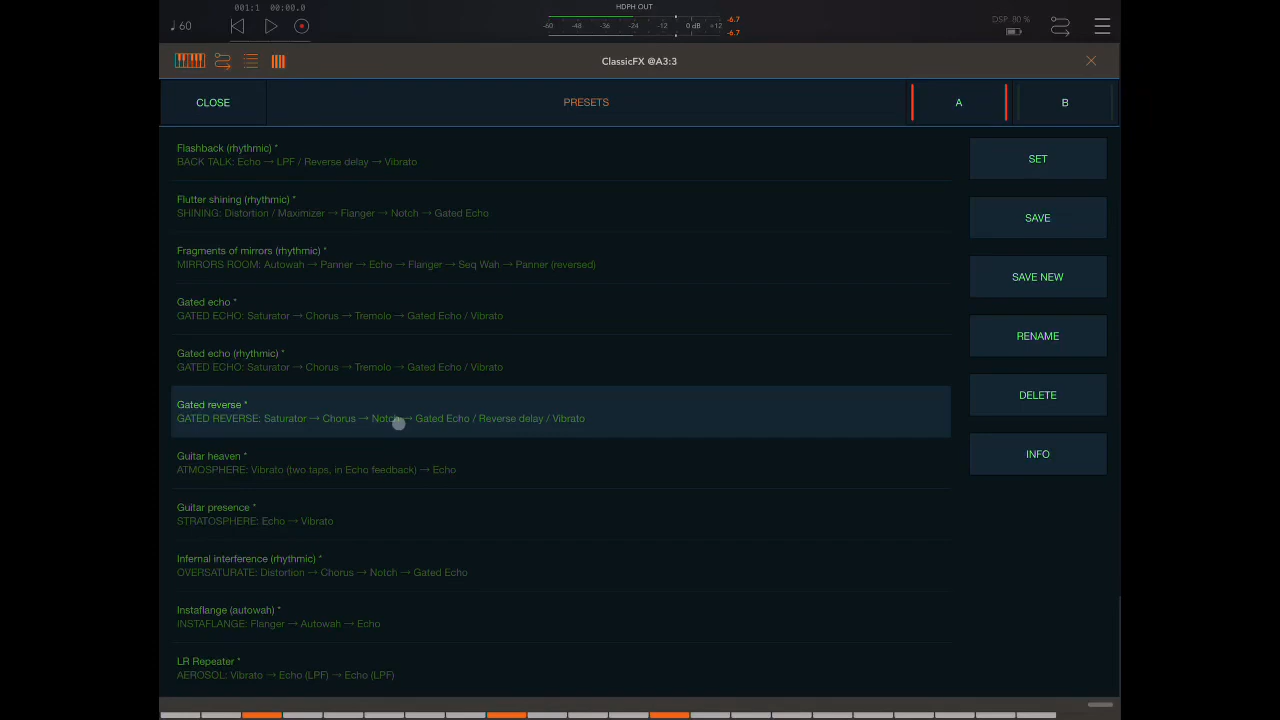 001:1 00:00.0
HDPH OUT
♩60
-60 -48 -36 -24 -12 0 dB +12
-6.7
-6.7
DSP: 80 %
ClassicFX @A3:3
CLOSE
PRESETS
A
B
Flashback (rhythmic) *
BACK TALK: Echo → LPF / Reverse delay → Vibrato
Flutter shining (rhythmic) *
SHINING: Distortion / Maximizer → Flanger → Notch → Gated Echo
Fragments of mirrors (rhythmic) *
MIRRORS ROOM: Autowah → Panner → Echo → Flanger → Seq Wah → Panner (reversed)
Gated echo *
GATED ECHO: Saturator → Chorus → Tremolo → Gated Echo / Vibrato
Gated echo (rhythmic) *
GATED ECHO: Saturator → Chorus → Tremolo → Gated Echo / Vibrato
Gated reverse *
GATED REVERSE: Saturator → Chorus → Notch → Gated Echo / Reverse delay / Vibrato
Guitar heaven *
ATMOSPHERE: Vibrato (two taps, in Echo feedback) → Echo
Guitar presence *
STRATOSPHERE: Echo → Vibrato
Infernal interference (rhythmic) *
OVERSATURATE: Distortion → Chorus → Notch → Gated Echo
Instaflange (autowah) *
INSTAFLANGE: Flanger → Autowah → Echo
LR Repeater *
AEROSOL: Vibrato → Echo (LPF) → Echo (LPF)
SET
SAVE
SAVE NEW
RENAME
DELETE
INFO